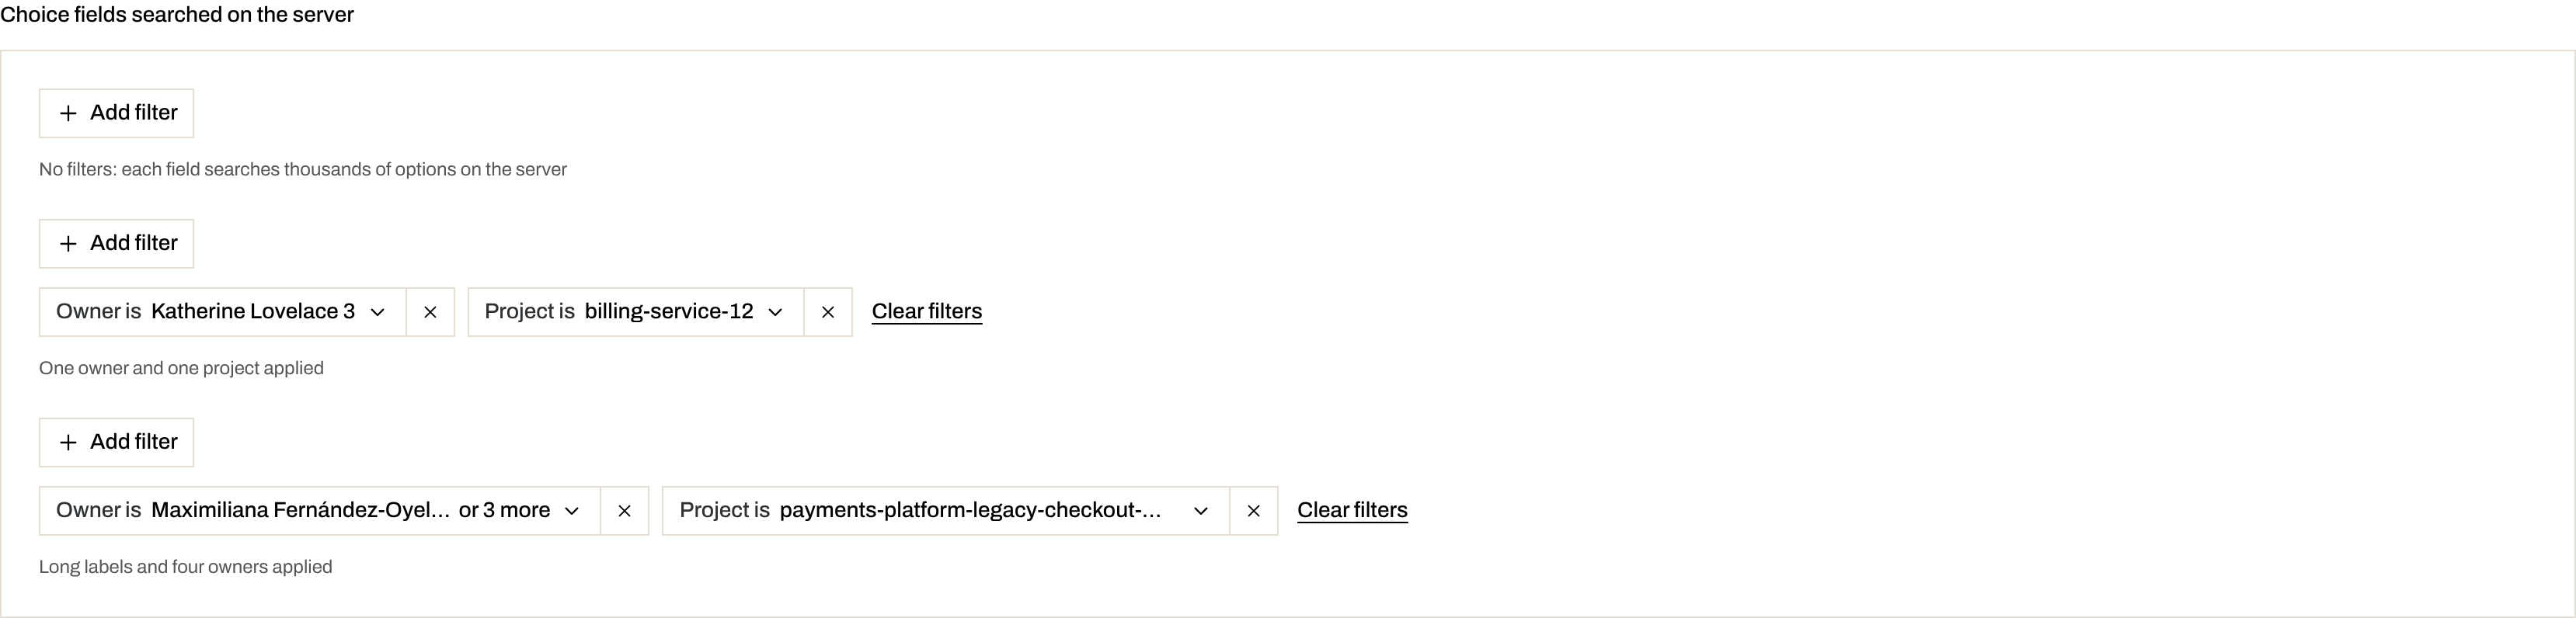 Choice fields searched on the server
Add filter
No filters: each field searches thousands of options on the server
Add filter
Owner is Katherine Lovelace 3 Project is billing-service-12 Clear filters
One owner and one project applied
Add filter
Owner is Maximiliana Fernández-Oyel... or 3 more Project is payments-platform-legacy-checkout-... Clear filters
Long labels and four owners applied